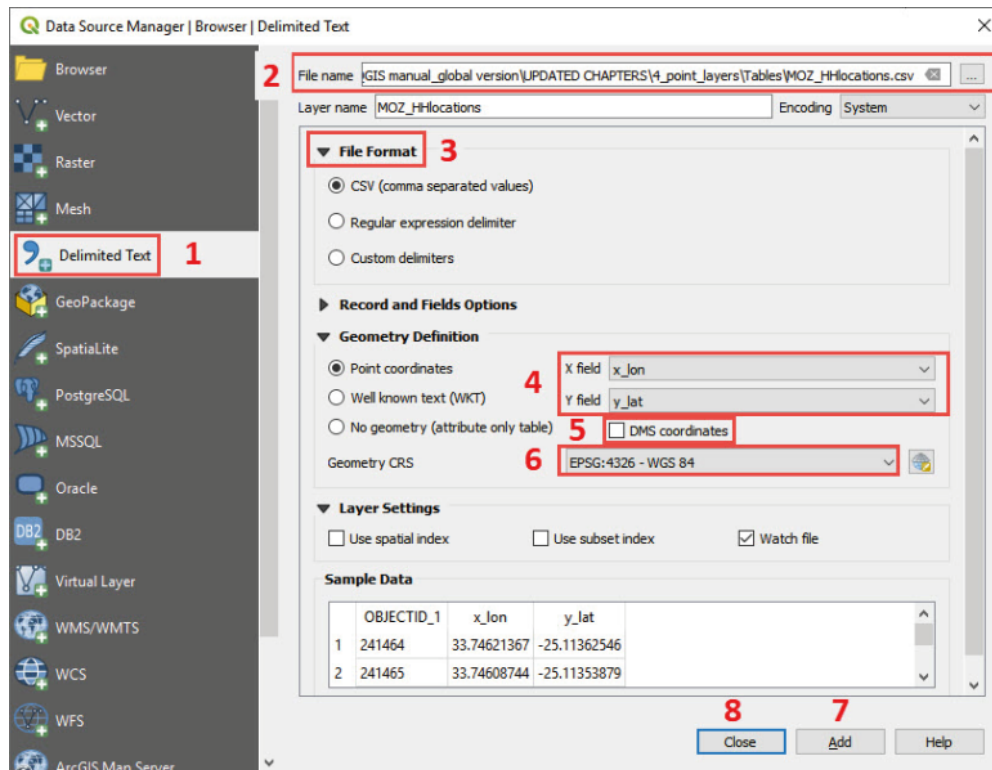 Data Source Manager | Browser | Delimited Text
Browser
Vector
Raster
Mesh
Delimited Text 1
GeoPackage
SpatiaLite
PostgreSQL
MSSQL
Oracle
DB2 DB2
Virtual Layer
WMS/WMTS
WCS
WFS
ArcGIS Map Server
2 File name GIS manual_global version\UPDATED CHAPTERS\4_point_layers\Tables\MOZ_HHlocations.csv ...
Layer name MOZ_HHlocations Encoding System
File Format 3
CSV (comma separated values)
Regular expression delimiter
Custom delimiters
Record and Fields Options
Geometry Definition
Point coordinates 4 X field x_lon
Well known text (WKT) Y field y_lat
No geometry (attribute only table) 5 DMS coordinates
Geometry CRS 6 EPSG:4326 - WGS 84
Layer Settings
Use spatial index Use subset index Watch file
Sample Data
OBJECTID_1 x_lon y_lat
1 241464 33.74621367 -25.11362546
2 241465 33.74608744 -25.11353879
8 7
Close Add Help